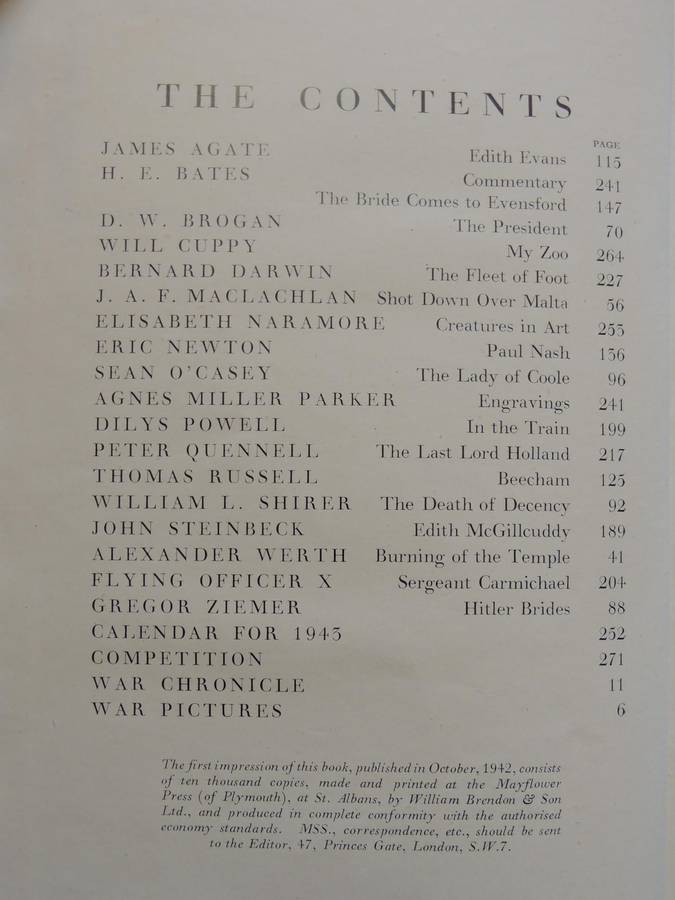 THE CONTENTS
PAGE
JAMES AGATE Edith Evans 115
H. E. BATES Commentary 241
The Bride Comes to Evensford 147
D. W. BROGAN The President 70
WILL CUPPY My Zoo 264
BERNARD DARWIN The Fleet of Foot 227
J. A. F. MACLACHLAN Shot Down Over Malta 56
ELISABETH NARAMORE Creatures in Art 255
ERIC NEWTON Paul Nash 136
SEAN O'CASEY The Lady of Coole 96
AGNES MILLER PARKER Engravings 241
DILYS POWELL In the Train 199
PETER QUENNELL The Last Lord Holland 217
THOMAS RUSSELL Beecham 125
WILLIAM L. SHIRER The Death of Decency 92
JOHN STEINBECK Edith McGillcuddy 189
ALEXANDER WERTH Burning of the Temple 41
FLYING OFFICER X Sergeant Carmichael 204
GREGOR ZIEMER Hitler Brides 88
CALENDAR FOR 1943 252
COMPETITION 271
WAR CHRONICLE 11
WAR PICTURES 6
The first impression of this book, published in October, 1942, consists
of ten thousand copies, made and printed at the Mayflower
Press (of Plymouth), at St. Albans, by William Brendon & Son
Ltd., and produced in complete conformity with the authorised
economy standards. MSS., correspondence, etc., should be sent
to the Editor, 47, Princes Gate, London, S.W.7.